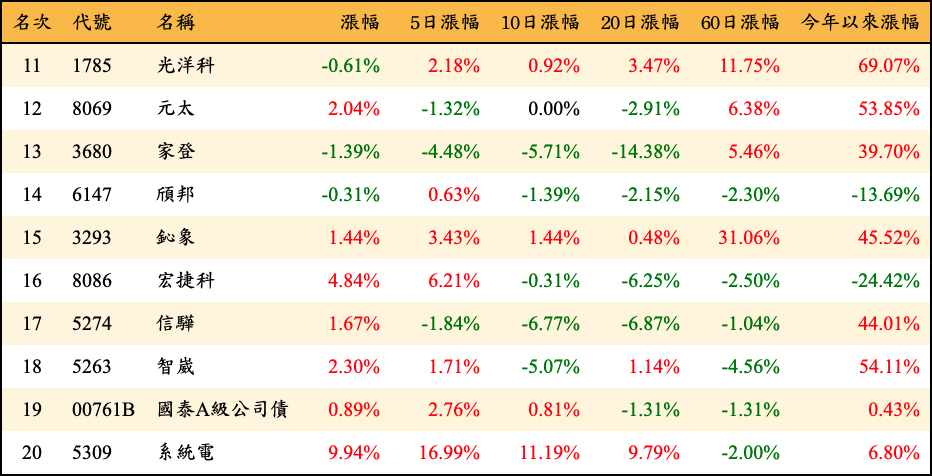 名次 代號 名稱 漲幅 5日漲幅 10日漲幅 20日漲幅 60日漲幅 今年以來漲幅
11 1785 光洋科 -0.61% 2.18% 0.92% 3.47% 11.75% 69.07%
12 8069 元太 2.04% -1.32% 0.00% -2.91% 6.38% 53.85%
13 3680 家登 -1.39% -4.48% -5.71% -14.38% 5.46% 39.70%
14 6147 頎邦 -0.31% 0.63% -1.39% -2.15% -2.30% -13.69%
15 3293 鈊象 1.44% 3.43% 1.44% 0.48% 31.06% 45.52%
16 8086 宏捷科 4.84% 6.21% -0.31% -6.25% -2.50% -24.42%
17 5274 信驊 1.67% -1.84% -6.77% -6.87% -1.04% 44.01%
18 5263 智崴 2.30% 1.71% -5.07% 1.14% -4.56% 54.11%
19 00761B 國泰A級公司債 0.89% 2.76% 0.81% -1.31% -1.31% 0.43%
20 5309 系統電 9.94% 16.99% 11.19% 9.79% -2.00% 6.80%